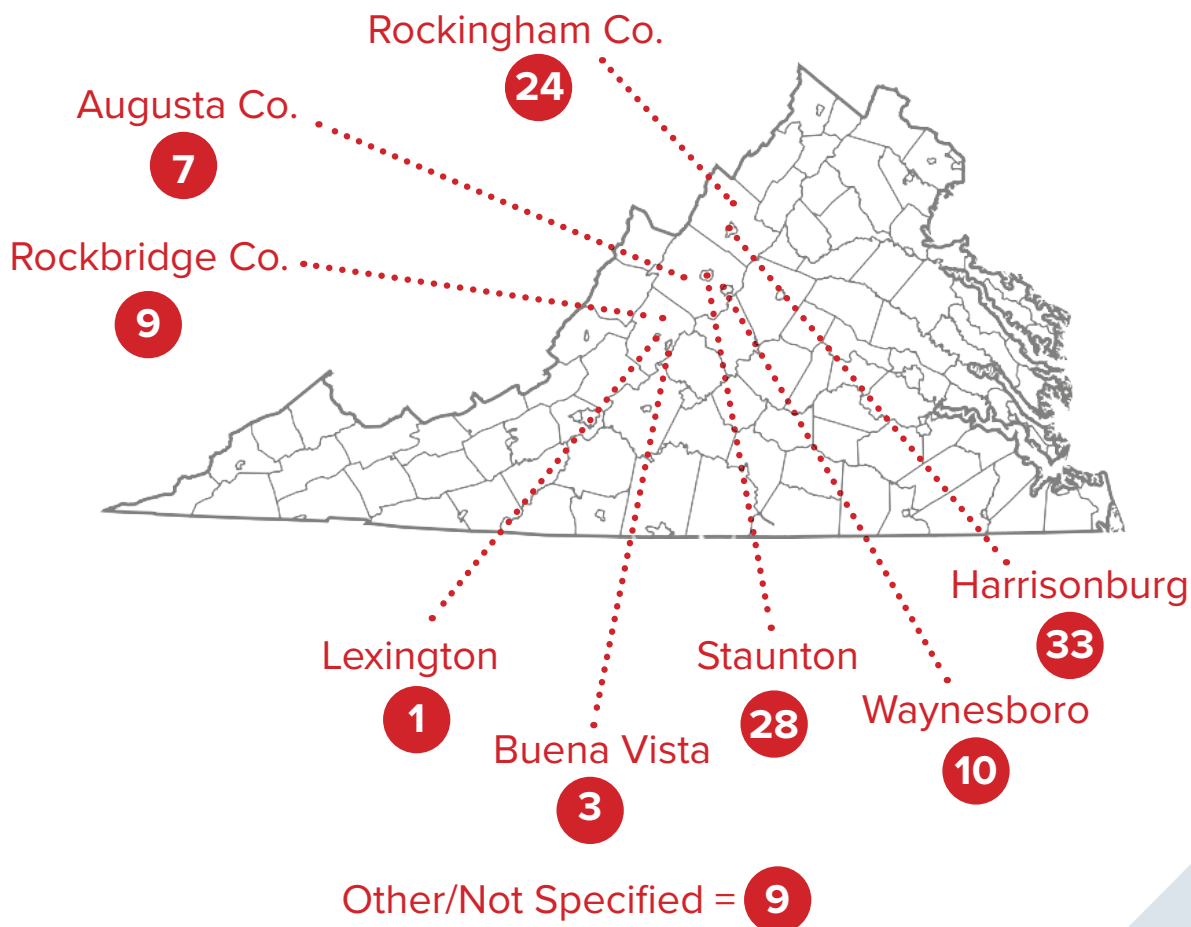 Rockingham Co.
24
Augusta Co.
7
Rockbridge Co.
9
Harrisonburg
33
Lexington
1
Staunton
28
Waynesboro
10
Buena Vista
3
Other/Not Specified = 9